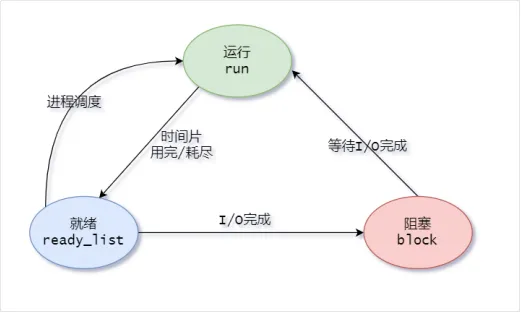 运行
run
进程调度
时间片
用完/耗尽
等待I/O完成
就绪
ready_list
I/O完成
阻塞
block